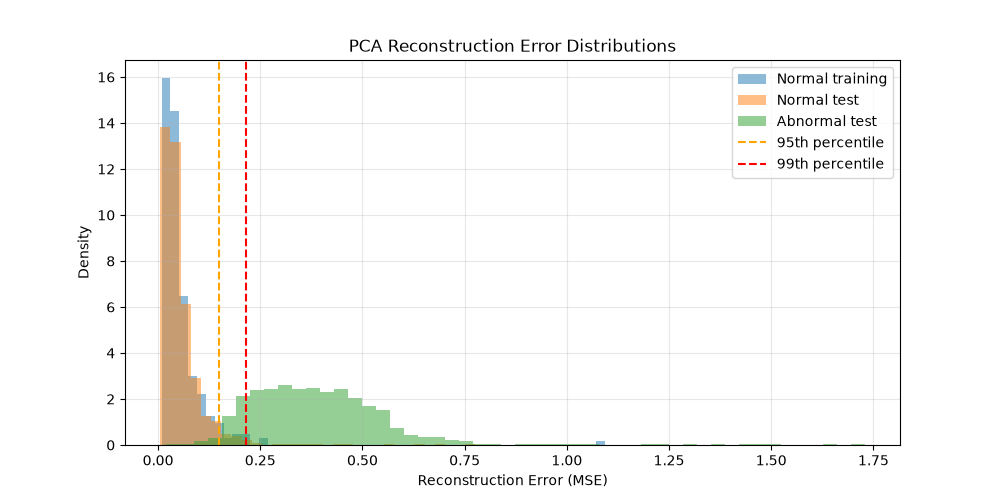 PCA Reconstruction Error Distributions
Normal training
Normal test
Abnormal test
95th percentile
99th percentile
Density
16
14
12
10
8
6
4
2
0
0.00 0.25 0.50 0.75 1.00 1.25 1.50 1.75
Reconstruction Error (MSE)